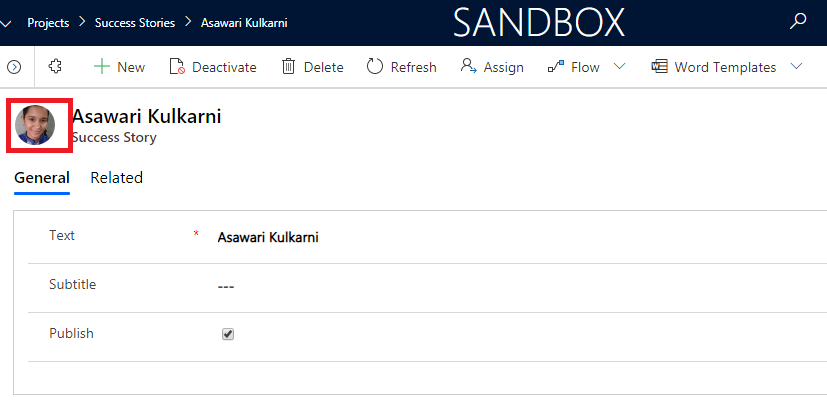 Projects > Success Stories > Asawari Kulkarni
SANDBOX
New Deactivate Delete Refresh Assign Flow Word Templates
Asawari Kulkarni
Success Story
General Related
Text * Asawari Kulkarni
Subtitle ---
Publish